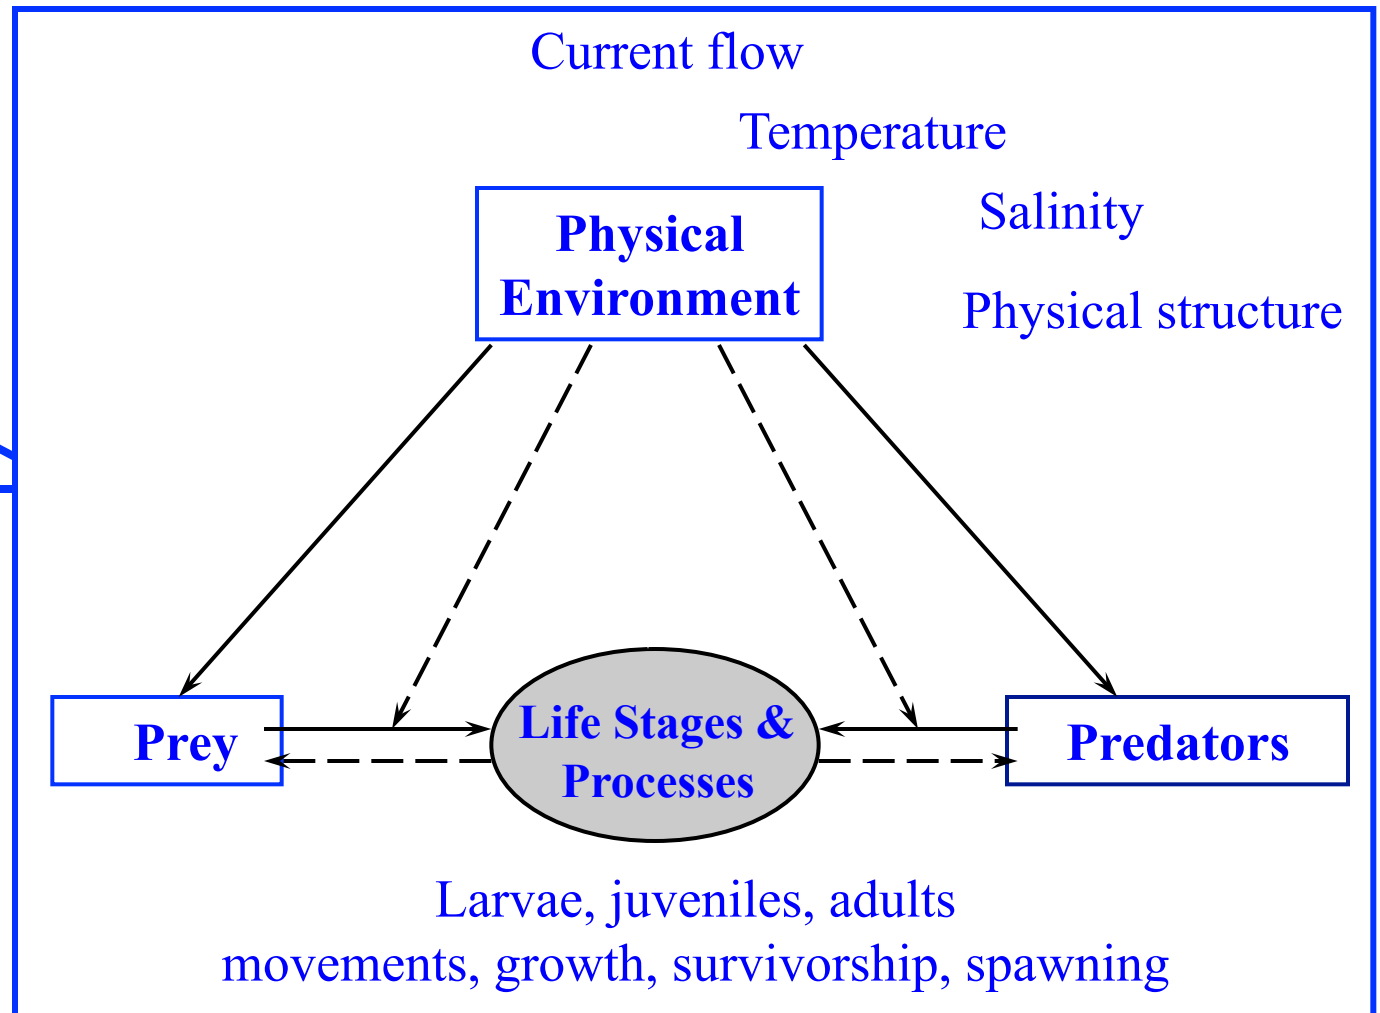 Current flow
Temperature
Salinity
Physical
Environment
Physical structure
Prey
Life Stages &
Processes
Predators
Larvae, juveniles, adults
movements, growth, survivorship, spawning